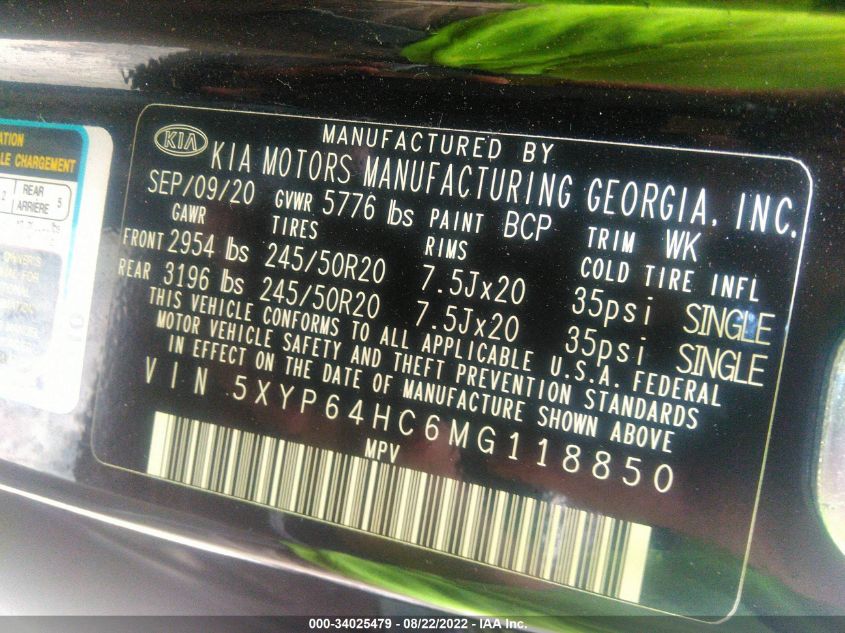 ATION
LE CHARGEMENT
2 REAR ARRIÈRE 5
KIA
MANUFACTURED BY
KIA MOTORS MANUFACTURING GEORGIA, INC.
SEP/09/20 GVWR 5776 lbs PAINT BCP TRIM WK
GAWR TIRES RIMS COLD TIRE INFL
FRONT 2954 lbs 245/50R20 7.5Jx20 35psi SINGLE
REAR 3196 lbs 245/50R20 7.5Jx20 35psi SINGLE
THIS VEHICLE CONFORMS TO ALL APPLICABLE U.S.A. FEDERAL
MOTOR VEHICLE SAFETY AND THEFT PREVENTION STANDARDS
IN EFFECT ON THE DATE OF MANUFACTURE SHOWN ABOVE
VIN 5XYP64HC6MG118850
MPV
000-34025479 - 08/22/2022 - IAA Inc.